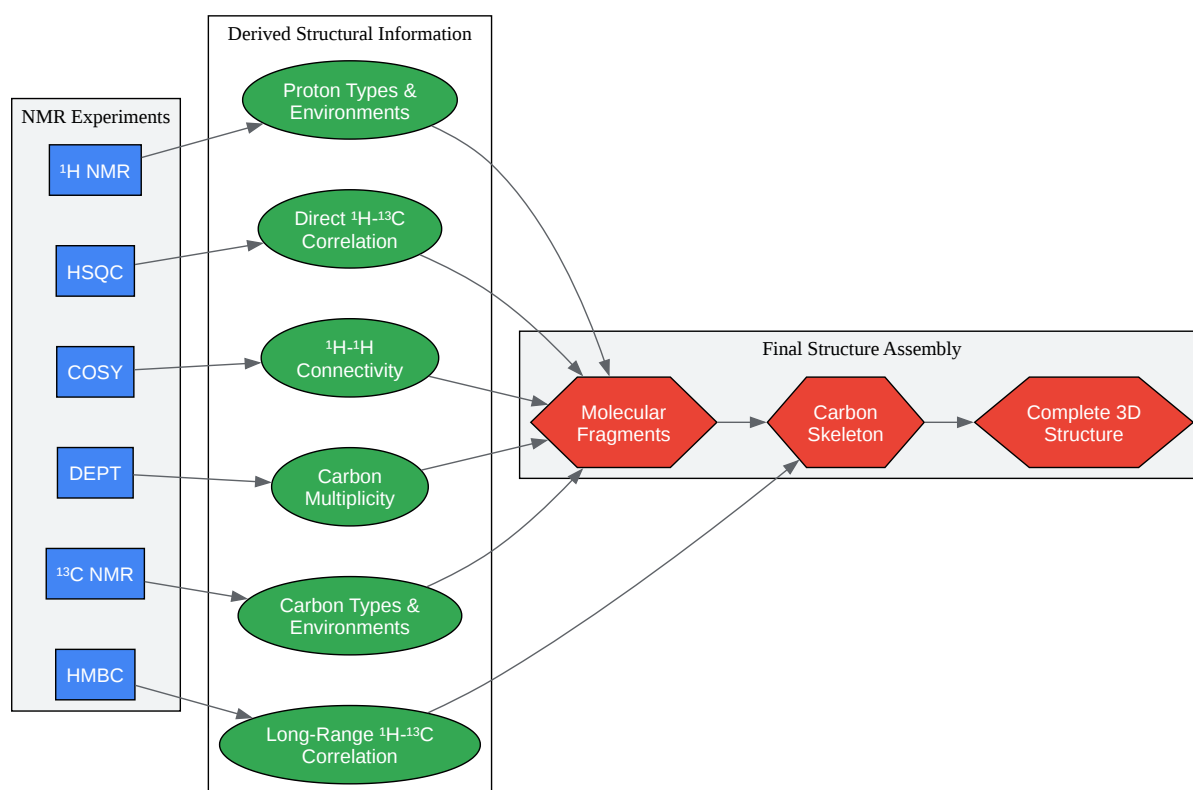 Derived Structural Information
NMR Experiments
¹H NMR
HSQC
COSY
DEPT
¹³C NMR
HMBC
Proton Types &
Environments
Direct ¹H-¹³C
Correlation
¹H-¹H
Connectivity
Carbon
Multiplicity
Carbon Types &
Environments
Long-Range ¹H-¹³C
Correlation
Final Structure Assembly
Molecular
Fragments
Carbon
Skeleton
Complete 3D
Structure